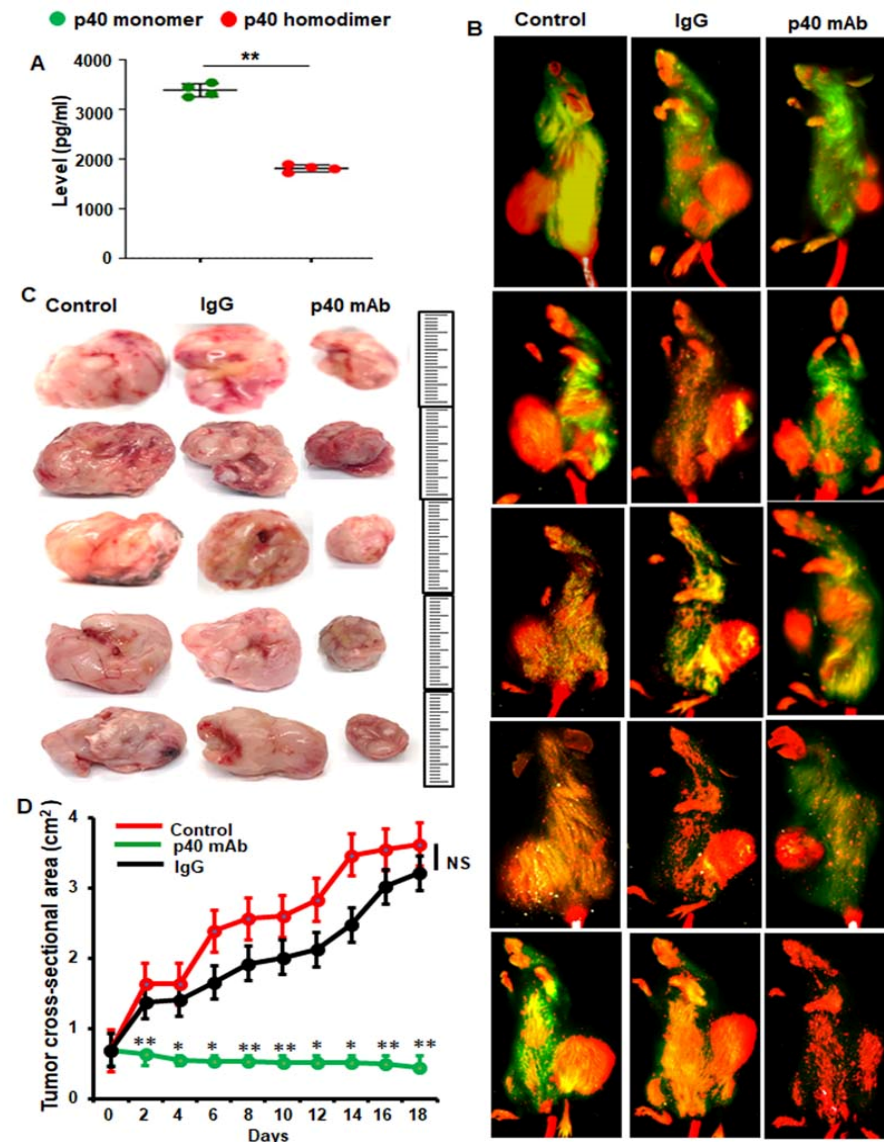 p40 monomer p40 homodimer
A
**
Level (pg/ml)
4000
3000
2000
1000
0
B
Control IgG p40 mAb
C
Control IgG p40 mAb
D
Tumor cross-sectional area (cm²)
4
3
2
1
0
Control
p40 mAb
IgG
NS
** * * ** ** * * ** **
0 2 4 6 8 10 12 14 16 18
Days